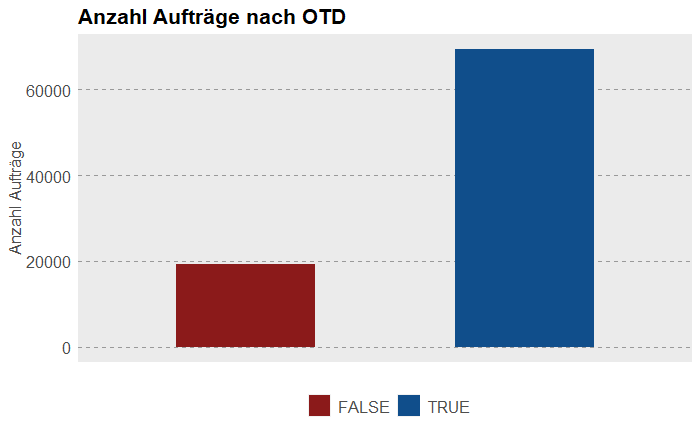 Anzahl Aufträge nach OTD
Anzahl Aufträge
60000
40000
20000
0
FALSE
TRUE